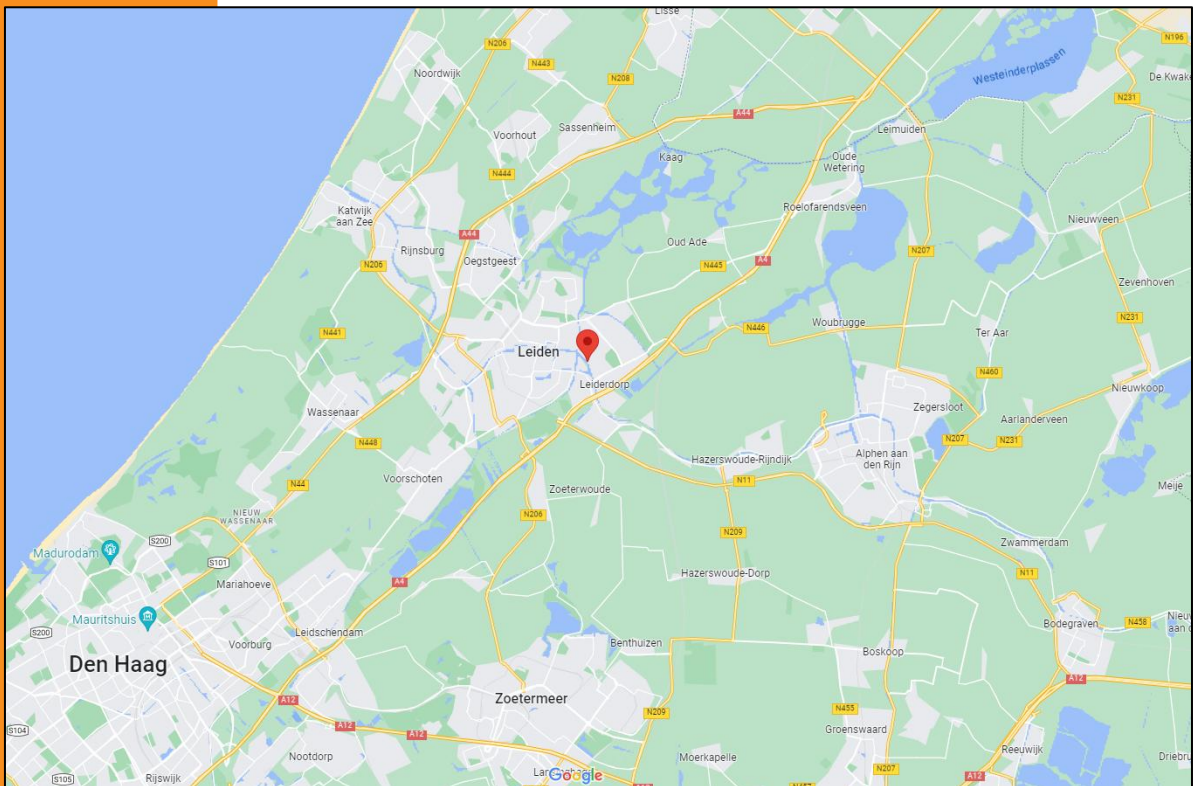 Lisse
N206
N196
N443
Westeinderplassen
Noordwijk
N208
De Kwakel
N231
A44
Sassenheim
Leimuiden
Voorhout
Kaag
Oude
Wetering
N444
Katwijk
aan Zee
Roelofarendsveen
Nieuwveen
A44
Rijnsburg
Oud Ade
N207
Oegstgeest
A4
N206
N445
Zevenhoven
N231
Woubrugge
N446
N441
Ter Aar
Leiden
N460
Leiderdorp
Nieuwkoop
Zegersloot
Wassenaar
Aarlanderveen
N448
N207
N231
Alphen aan
den Rijn
Hazerswoude-Rijndijk
Voorschoten
N11
N44
Zoeterwoude
Meije
NIEUW
WASSENAAR
N206
N209
S200
Zwammerdam
Madurodam
S101
Hazerswoude-Dorp
N11
A4
Mariahoeve
Mauritshuis
N458
Nieuw
Bodegraven
aan d
S200
Leidschendam
Voorburg
Benthuizen
Boskoop
Den Haag
A12
Zoetermeer
A12
N455
N209
A12
S104
Groenswaard
A12
Reeuwijk
Nootdorp
Moerkapelle
Driebru
N207
A12
Rijswijk
S105
Google